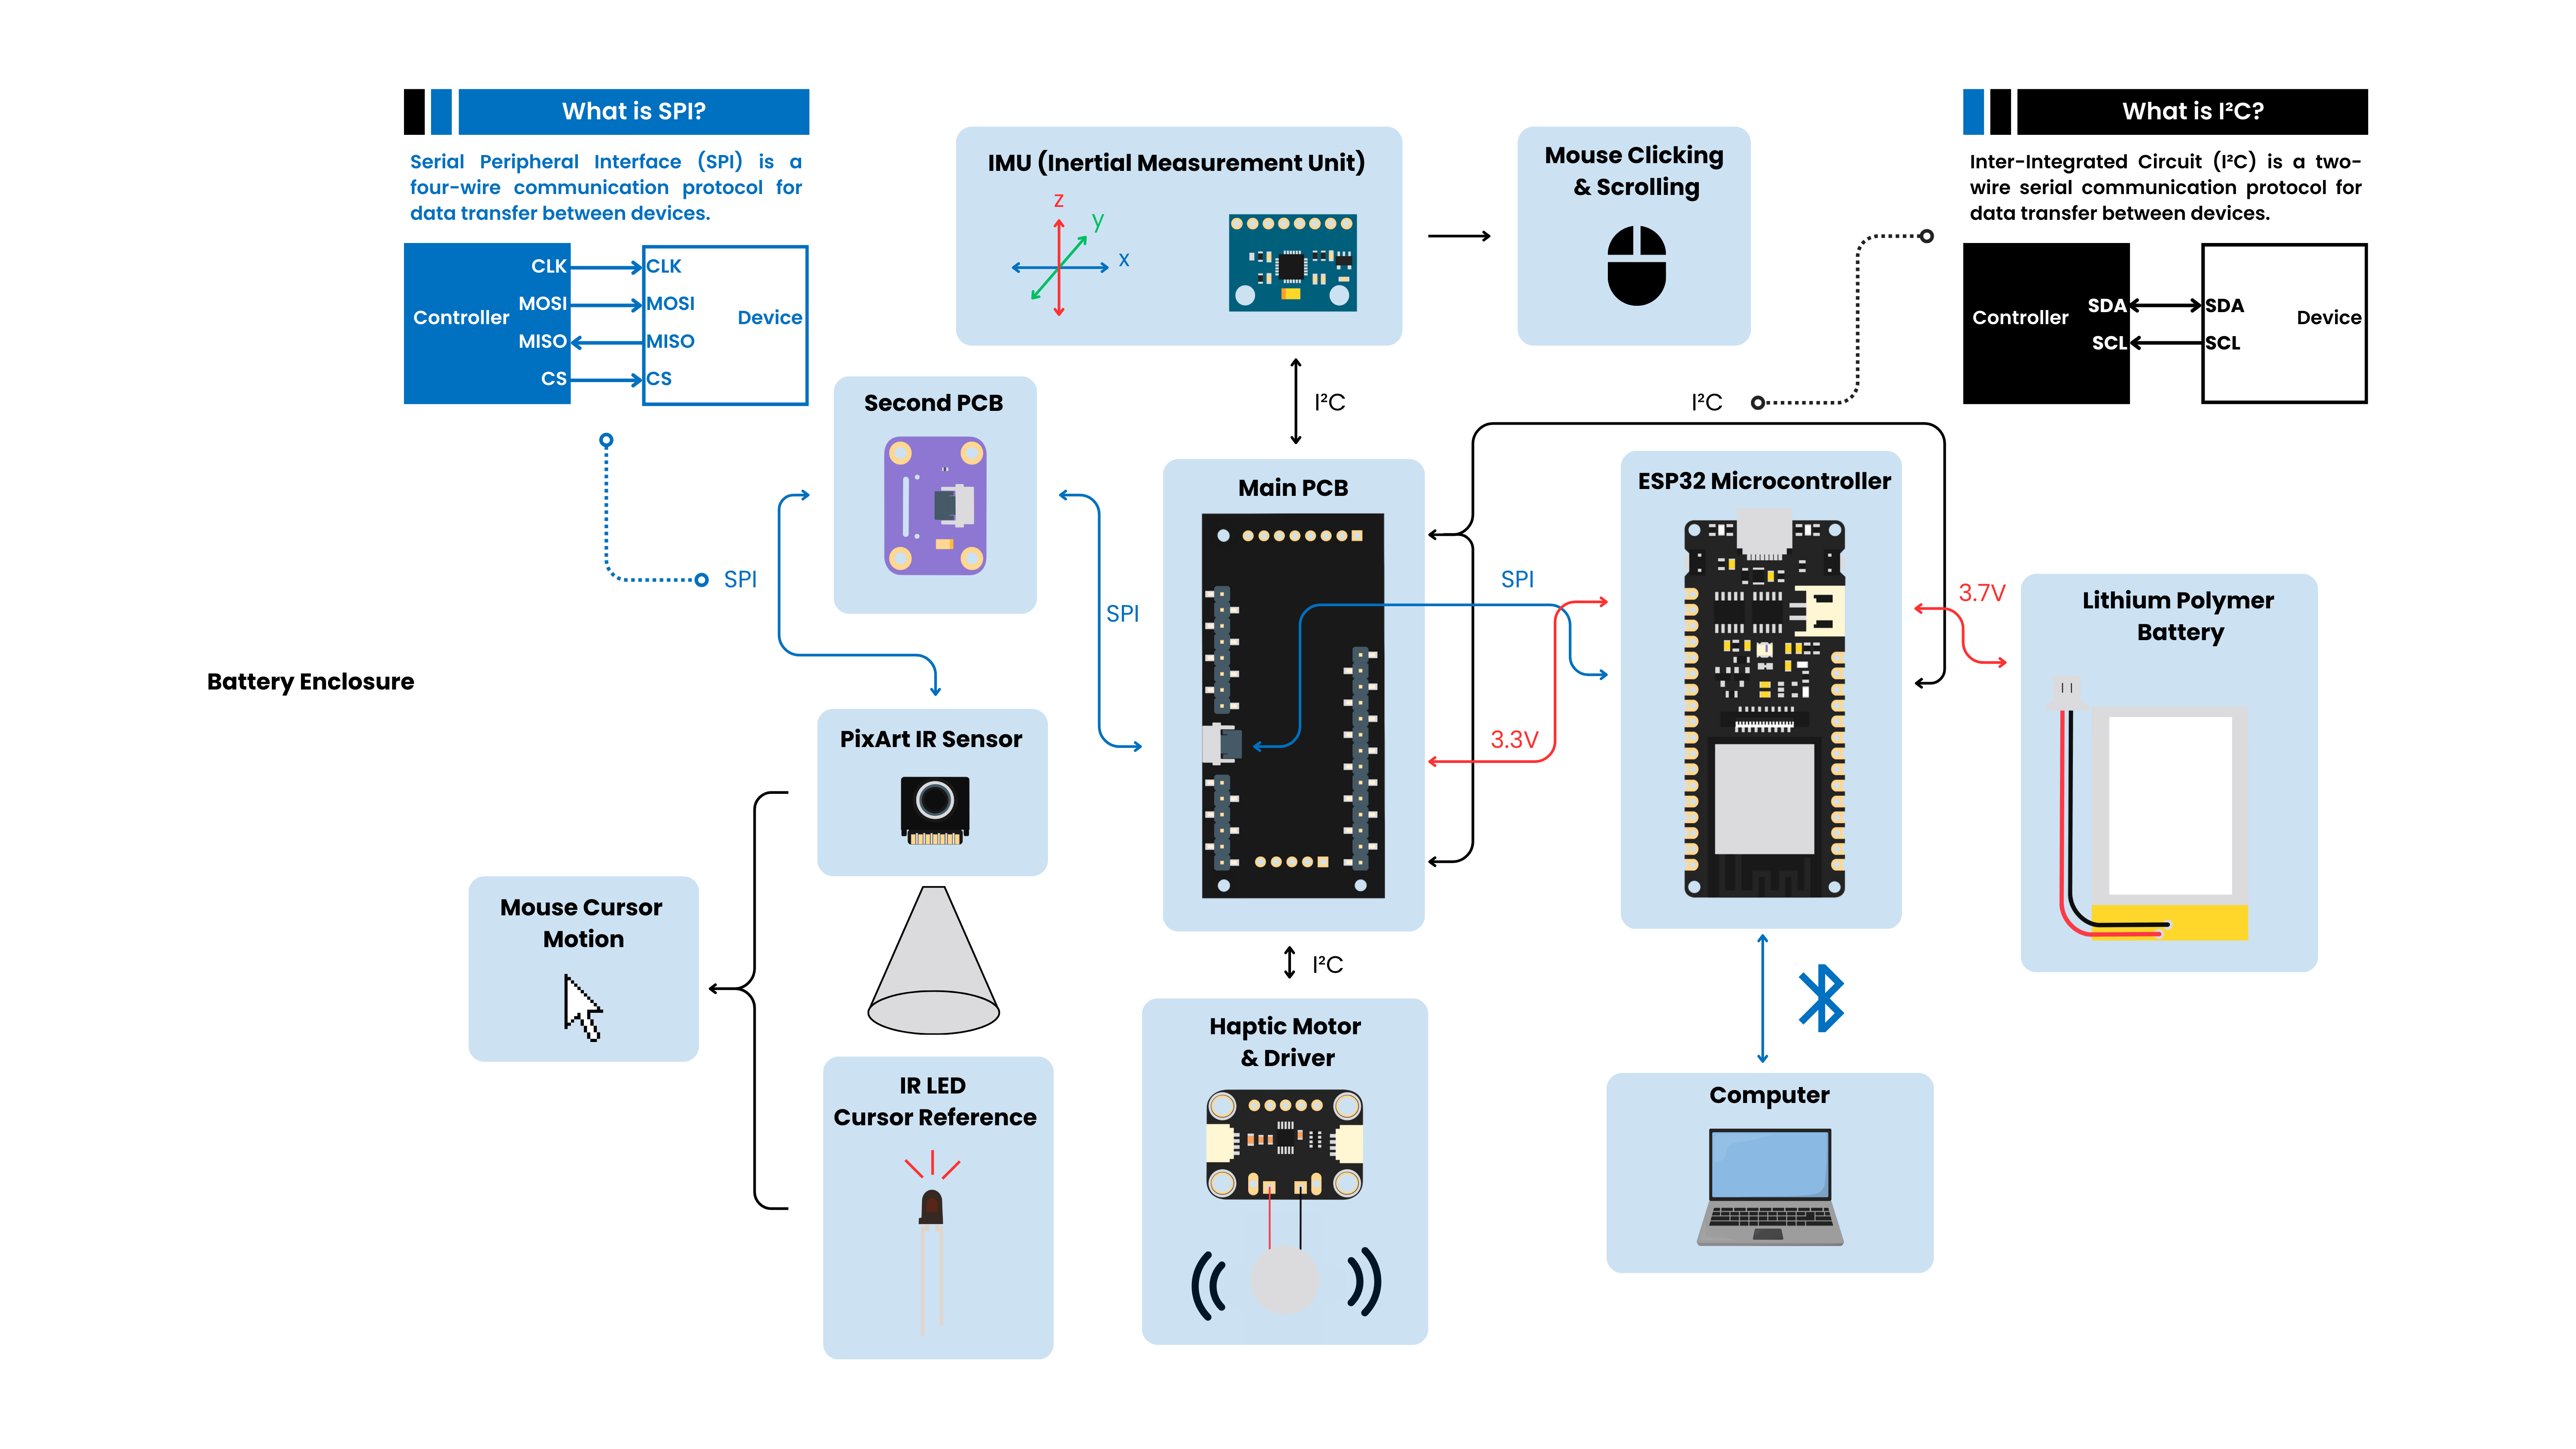 What is SPI?
Serial Peripheral Interface (SPI) is a
four-wire communication protocol for
data transfer between devices.
Controller
CLK
MOSI
MISO
CS
CLK
MOSI
MISO
CS
Device
IMU (Inertial Measurement Unit)
z
y
x
Mouse Clicking
& Scrolling
What is I²C?
Inter-Integrated Circuit (I²C) is a two-
wire serial communication protocol for
data transfer between devices.
Controller
SDA
SCL
SDA
SCL
Device
I²C
I²C
Second PCB
Main PCB
ESP32 Microcontroller
SPI
SPI
SPI
3.7V
Lithium Polymer
Battery
Battery Enclosure
PixArt IR Sensor
3.3V
Mouse Cursor
Motion
I²C
IR LED
Cursor Reference
Haptic Motor
& Driver
Computer